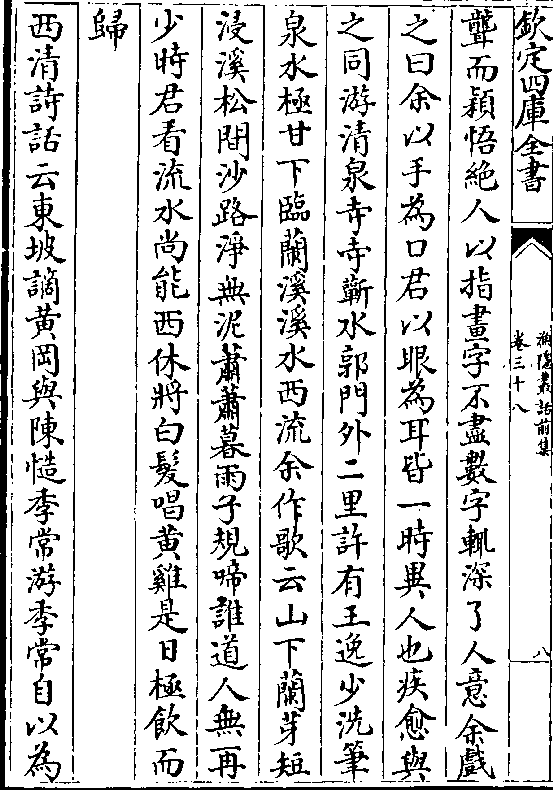 欽定四庫全書
漁隠叢話前集
卷三十八
八
聾而穎悟絶人以指畫字不盡數字輒深了人意余戲
之曰余以手為口君以眼為耳皆一時異人也疾愈與
之同游清泉寺寺蘄水郭門外二里許有王逸少洗筆
泉水極甘下臨蘭溪溪水西流余作歌云山下蘭芽短
浸溪松間沙路淨無泥蕭蕭暮雨子規啼誰道人無再
少時君看流水尚能西休將白髮唱黄雞是日極飲而
歸
西清詩話云東坡謫黄岡與陳慥季常游季常自以為